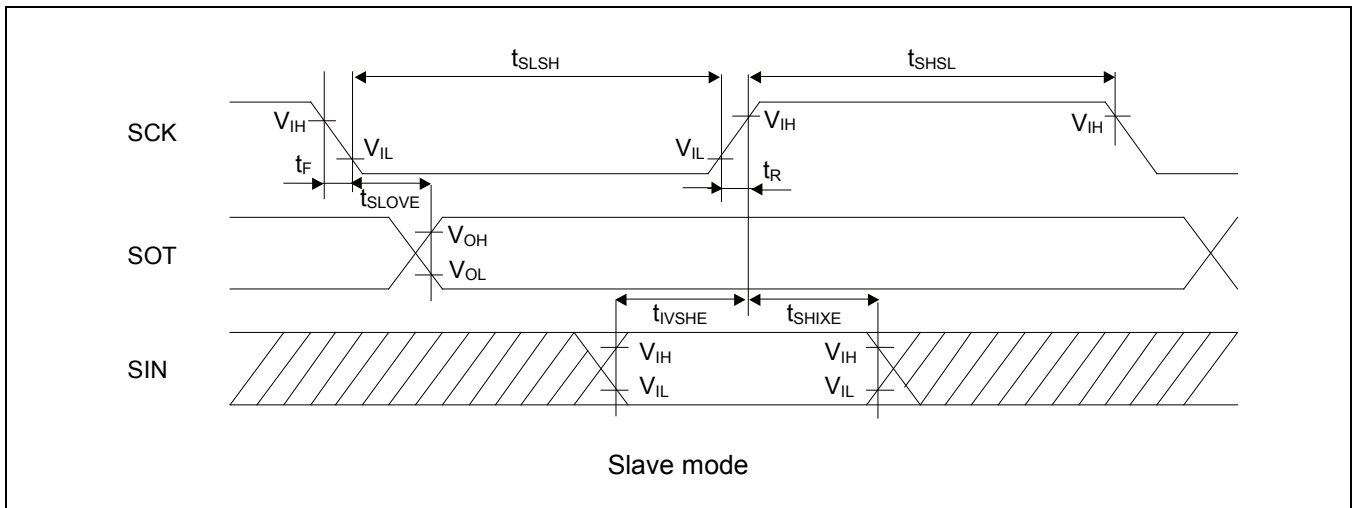 tSLSH
tSHSL
SCK
VIH
VIL
VIL
VIH
VIH
tF
tSLOVE
tR
SOT
VOH
VOL
tIVSHE
tSHIXE
SIN
VIH
VIL
VIH
VIL
Slave mode